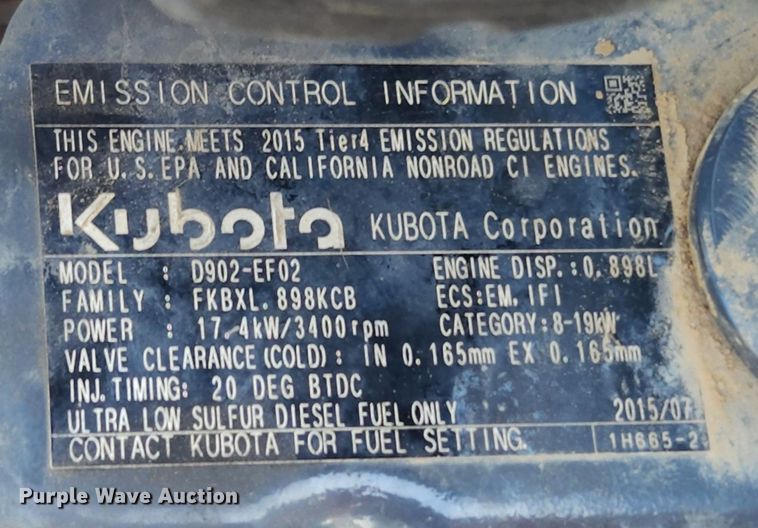 EMISSION CONTROL INFORMATION
THIS ENGINE MEETS 2015 Tier4 EMISSION REGULATIONS
FOR U.S.EPA AND CALIFORNIA NONROAD CI ENGINES.
Kubota KUBOTA Corporation
MODEL : D902-EF02 ENGINE DISP.:0.898L
FAMILY : FKBXL.898KCB ECS:EM.IFI
POWER : 17.4kW/3400rpm CATEGORY:8-19kW
VALVE CLEARANCE(COLD): IN 0.165mm EX 0.165mm
INJ.TIMING: 20 DEG BTDC
ULTRA LOW SULFUR DIESEL FUEL ONLY 2015/07
CONTACT KUBOTA FOR FUEL SETTING. 1H665-2
Purple Wave Auction